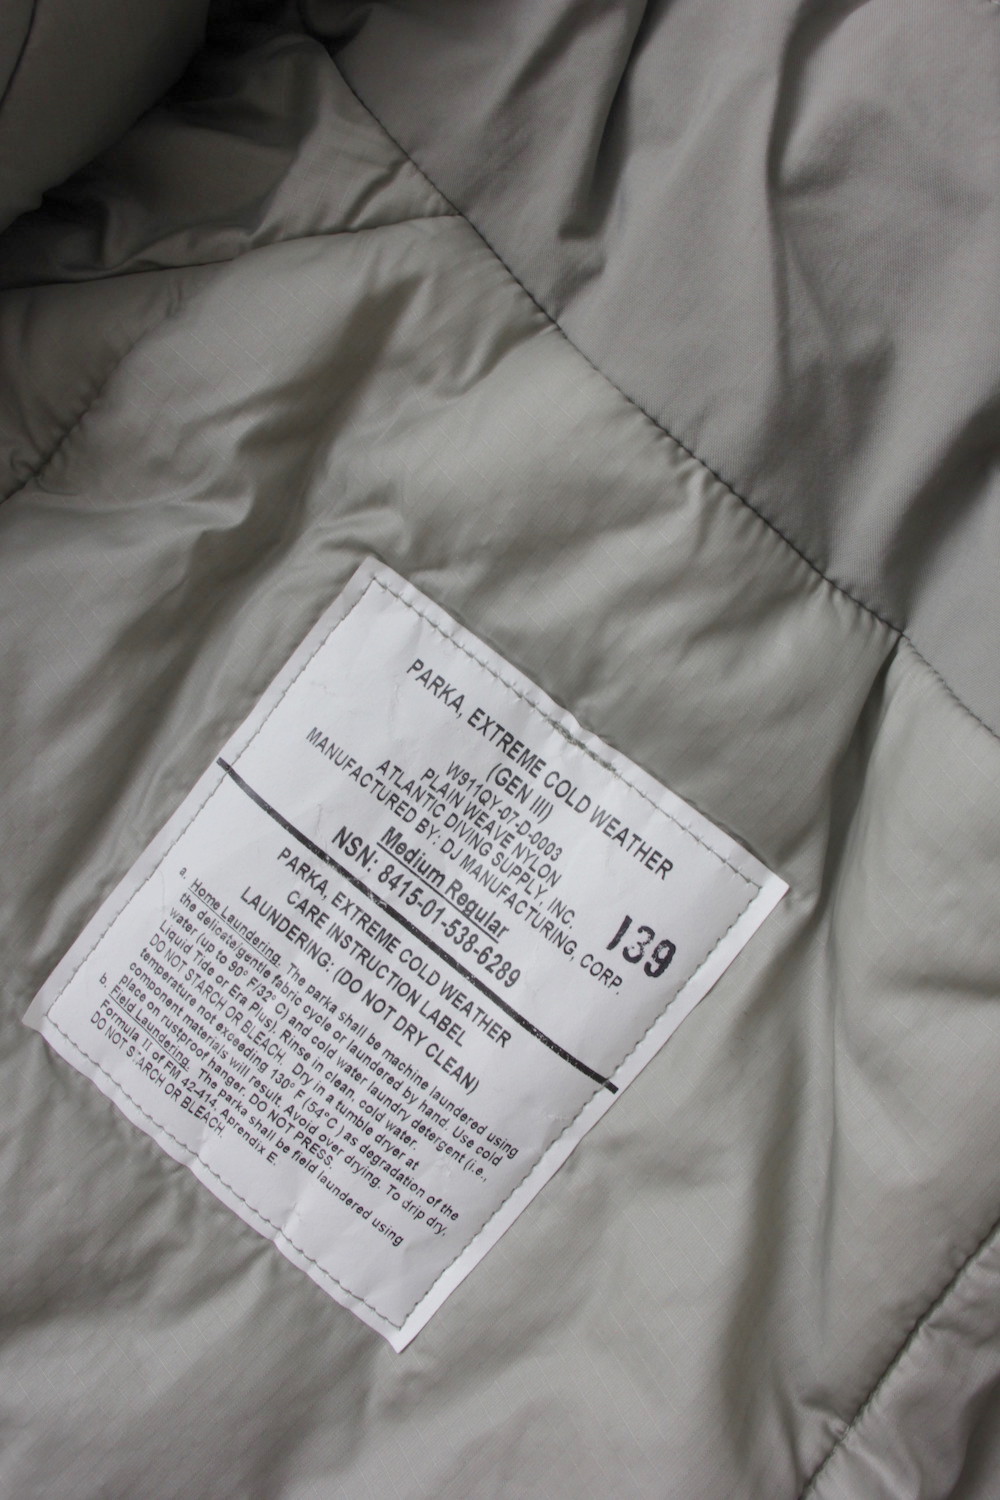 PARKA, EXTREME COLD WEATHER
(GEN III)
W911QY-07-D-0003
PLAIN WEAVE NYLON
ATLANTIC DIVING SUPPLY, INC.
MANUFACTURED BY: DJ MANUFACTURING, CORP.
139
Medium Regular
NSN: 8415-01-538-6289
PARKA, EXTREME COLD WEATHER
CARE INSTRUCTION LABEL
LAUNDERING: (DO NOT DRY CLEAN)
a. Home Laundering. The parka shall be machine laundered using
the delicate/gentle fabric cycle or laundered by hand. Use cold
water (up to 90° F/32° C) and cold water laundry detergent (i.e.,
Liquid Tide or Era Plus). Rinse in clean, cold water.
DO NOT STARCH OR BLEACH. Dry in a tumble dryer at
temperature not exceeding 130° F (54°C ) as degradation of the
component materials will result. Avoid over drying. To drip dry,
place on rustproof hanger. DO NOT PRESS.
b. Field Laundering. The parka shall be field laundered using
Formula II of FM 42-414, Appendix E.
DO NOT STARCH OR BLEACH.